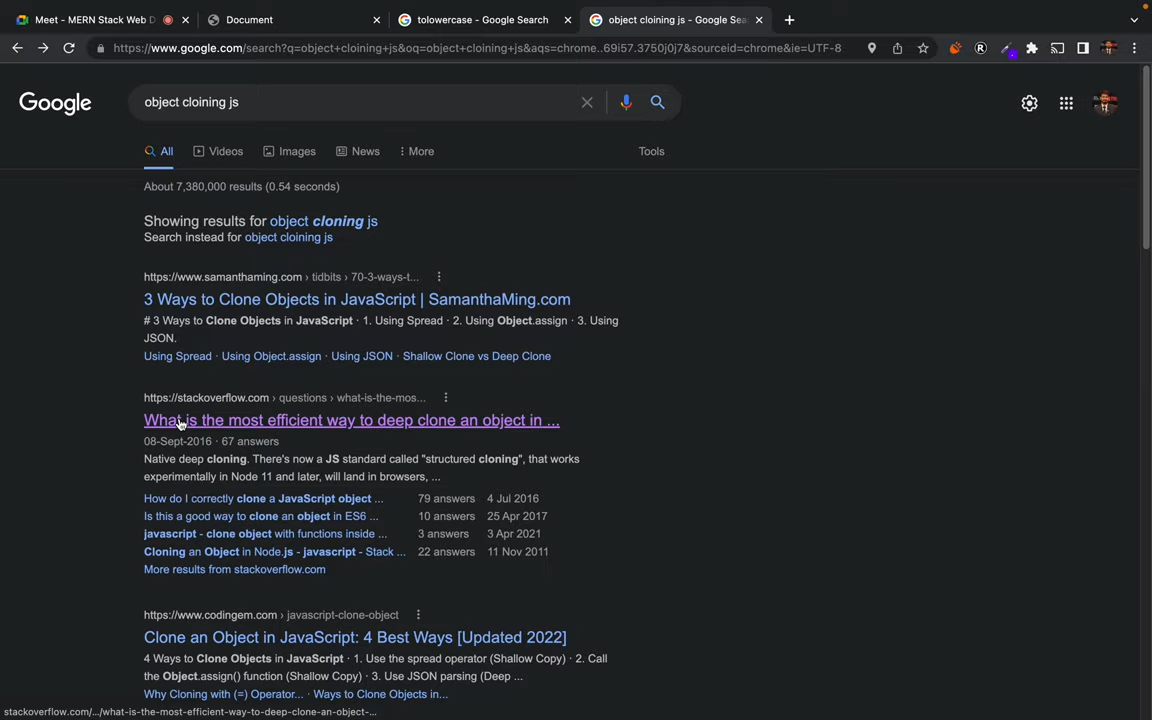 Meet - MERN Stack Web D
Document
tolowercase - Google Search
object cloining js - Google Sea
https://www.google.com/search?q=object+cloining+js&oq=object+cloining+js&aqs=chrome..69i57.3750j0j7&sourceid=chrome&ie=UTF-8
Google
object cloining js
All
Videos
Images
News
More
Tools
About 7,380,000 results (0.54 seconds)
Showing results for object cloning js
Search instead for object cloining js
https://www.samanthaming.com › tidbits › 70-3-ways-t...
3 Ways to Clone Objects in JavaScript | SamanthaMing.com
# 3 Ways to Clone Objects in JavaScript · 1. Using Spread · 2. Using Object.assign · 3. Using
JSON.
Using Spread · Using Object.assign · Using JSON · Shallow Clone vs Deep Clone
https://stackoverflow.com › questions › what-is-the-mos...
What is the most efficient way to deep clone an object in ...
08-Sept-2016 · 67 answers
Native deep cloning. There's now a JS standard called "structured cloning", that works
experimentally in Node 11 and later, will land in browsers, ...
How do I correctly clone a JavaScript object ... 79 answers 4 Jul 2016
Is this a good way to clone an object in ES6 ... 10 answers 25 Apr 2017
javascript - clone object with functions inside ... 3 answers 3 Apr 2021
Cloning an Object in Node.js - javascript - Stack ... 22 answers 11 Nov 2011
More results from stackoverflow.com
https://www.codingem.com › javascript-clone-object
Clone an Object in JavaScript: 4 Best Ways [Updated 2022]
4 Ways to Clone Objects in JavaScript · 1. Use the spread operator (Shallow Copy) · 2. Call
the Object.assign() function (Shallow Copy) · 3. Use JSON parsing (Deep ...
Why Cloning with (=) Operator... · Ways to Clone Objects in...
stackoverflow.com/.../what-is-the-most-efficient-way-to-deep-clone-an-object-...